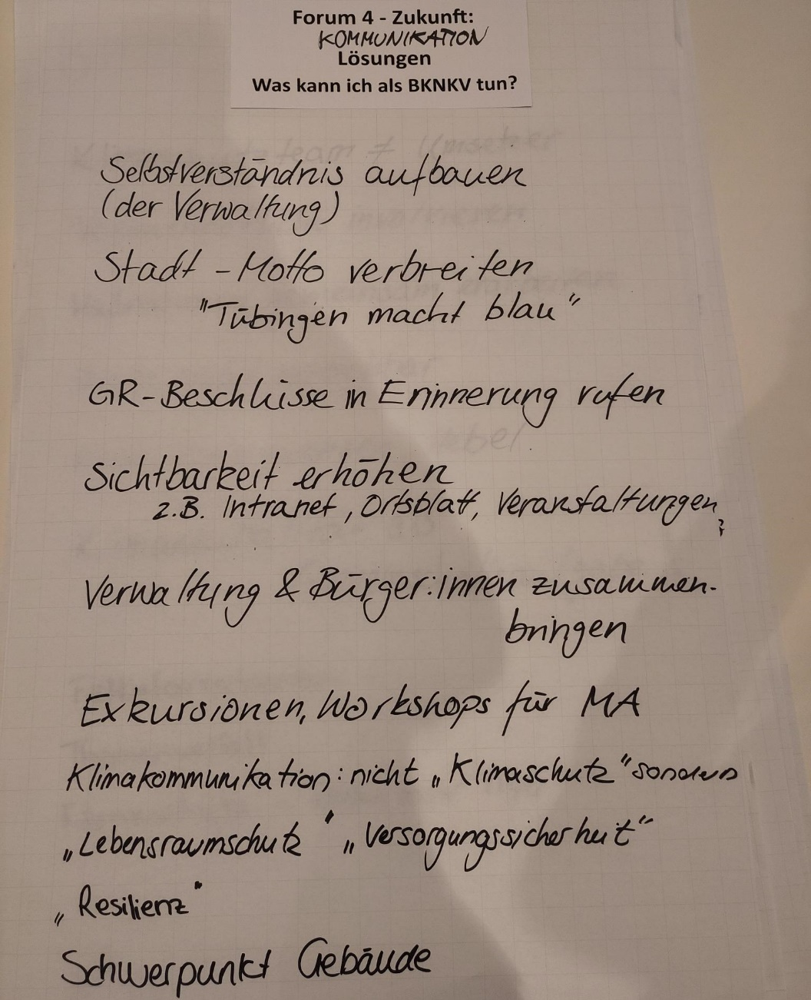 Forum 4 - Zukunft:
KOMMUNIKATION
Lösungen
Was kann ich als BKNKV tun?
Selbstverständnis aufbauen
(der Verwaltung)
Stadt - Motto verbreiten
"Tübingen macht blau"
GR-Beschlüsse in Erinnerung rufen
Sichtbarkeit erhöhen
z.B. Intranet, Ortsblatt, Veranstaltungen
Verwaltung & Bürger:innen zusammen-
bringen
Exkursionen, Workshops für MA
Klimakommunikation: nicht „Klimaschutz" sondern
„Lebensraumschutz" „Versorgungssicherheit"
„Resilienz"
Schwerpunkt Gebäude